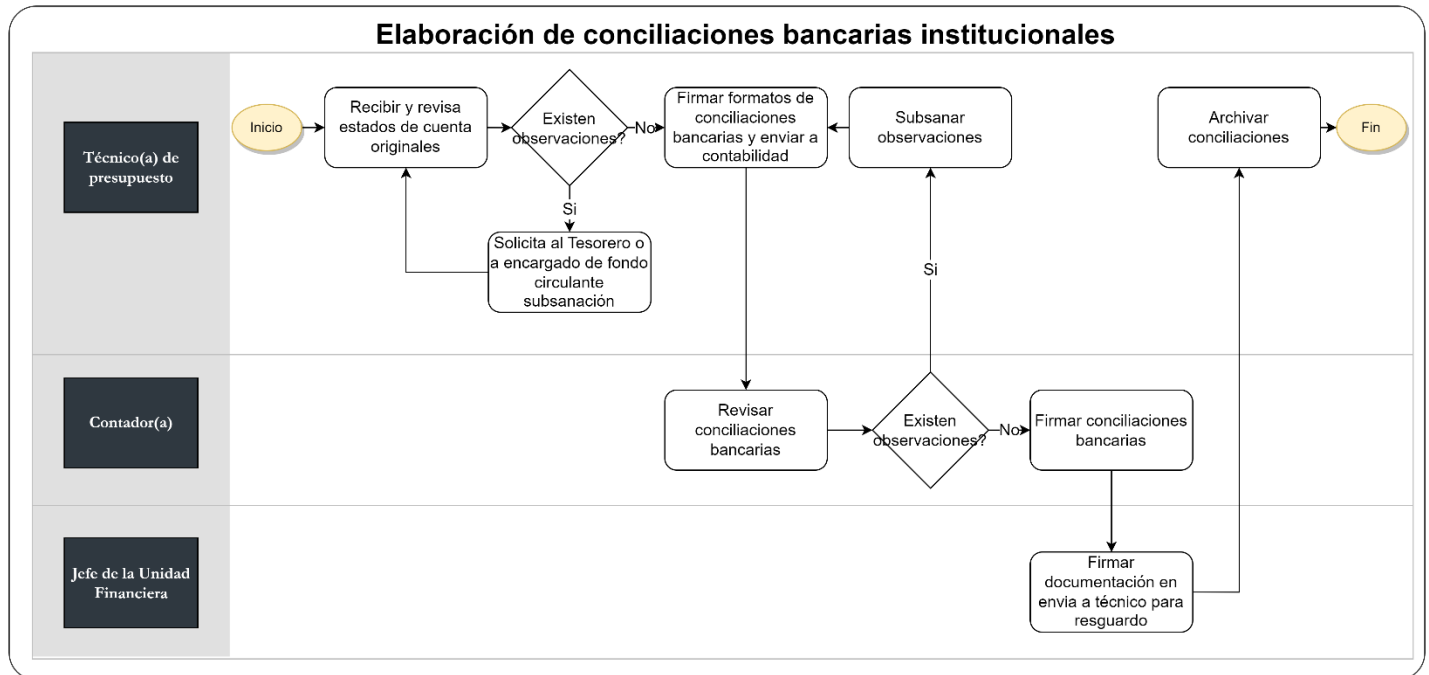 Elaboración de conciliaciones bancarias institucionales
Técnico(a) de
presupuesto
Inicio
Recibir y revisa
estados de cuenta
originales
Existen
observaciones?
No
Si
Solicita al Tesorero o
a encargado de fondo
circulante
subsanación
Firmar formatos de
conciliaciones
bancarias y enviar a
contabilidad
Subsanar
observaciones
Archivar
conciliaciones
Fin
Si
Contador(a)
Revisar
conciliaciones
bancarias
Existen
observaciones?
No
Firmar conciliaciones
bancarias
Jefe de la Unidad
Financiera
Firmar
documentación en
envia a técnico para
resguardo